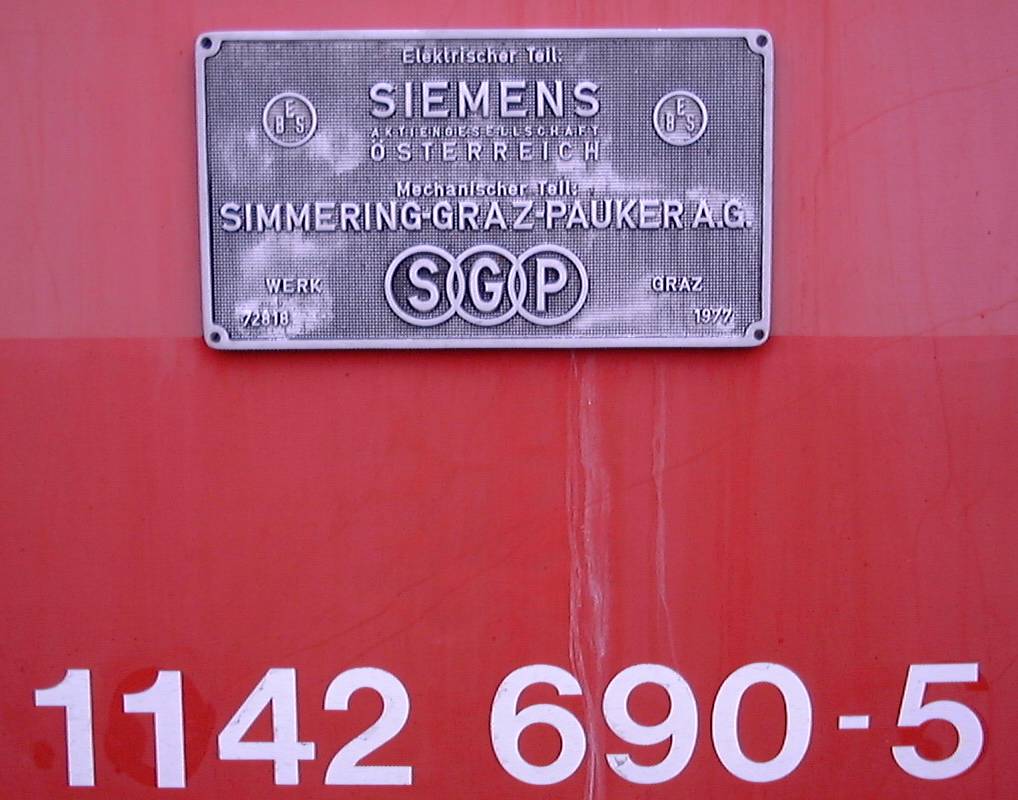 Elektrischer Teil:
SIEMENS
AKTIENGESELLSCHAFT
ÖSTERREICH
E
B S
E
B S
Mechanischer Teil:
SIMMERING-GRAZ-PAUKER A.G.
SGP
WERK GRAZ
72818 1977
1142 690-5